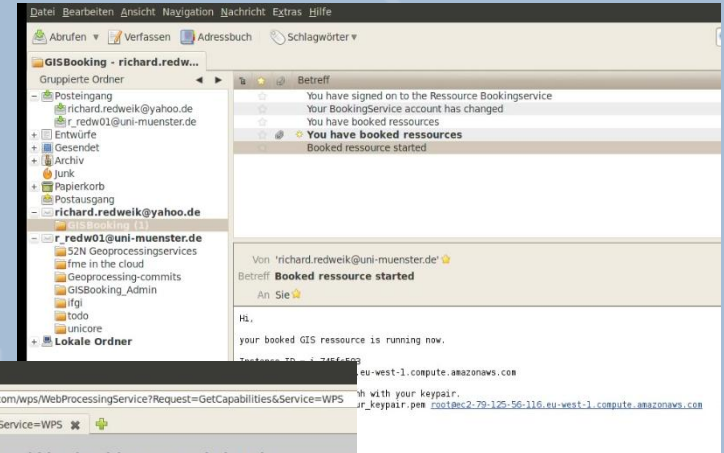 Datei Bearbeiten Ansicht Navigation Nachricht Extras Hilfe
Abrufen Verfassen Adressbuch Schlagwörter
GISBooking - richard.redw...
Gruppierte Ordner
Posteingang
richard.redweik@yahoo.de
r_redw01@uni-muenster.de
Entwürfe
Gesendet
Archiv
Junk
Papierkorb
Postausgang
richard.redweik@yahoo.de
GISBooking (1)
r_redw01@uni-muenster.de
52N Geoprocessingservices
fme in the cloud
Geoprocessing-commits
GISBooking_Admin
ifgi
todo
unicore
Lokale Ordner
Betreff
You have signed on to the Ressource Bookingservice
Your BookingService account has changed
You have booked ressources
You have booked ressources
Booked ressource started
Von 'richard.redweik@uni-muenster.de'
Betreff Booked ressource started
An Sie
Hi,
your booked GIS ressource is running now.
Instance ID = i-745fc503
.eu-west-1.compute.amazonaws.com
with your keypair.
ur_keypair.pem root@ec2-79-125-56-116.eu-west-1.compute.amazonaws.com
com/wps/WebProcessingService?Request=GetCapabilities&Service=WPS
Service=WPS